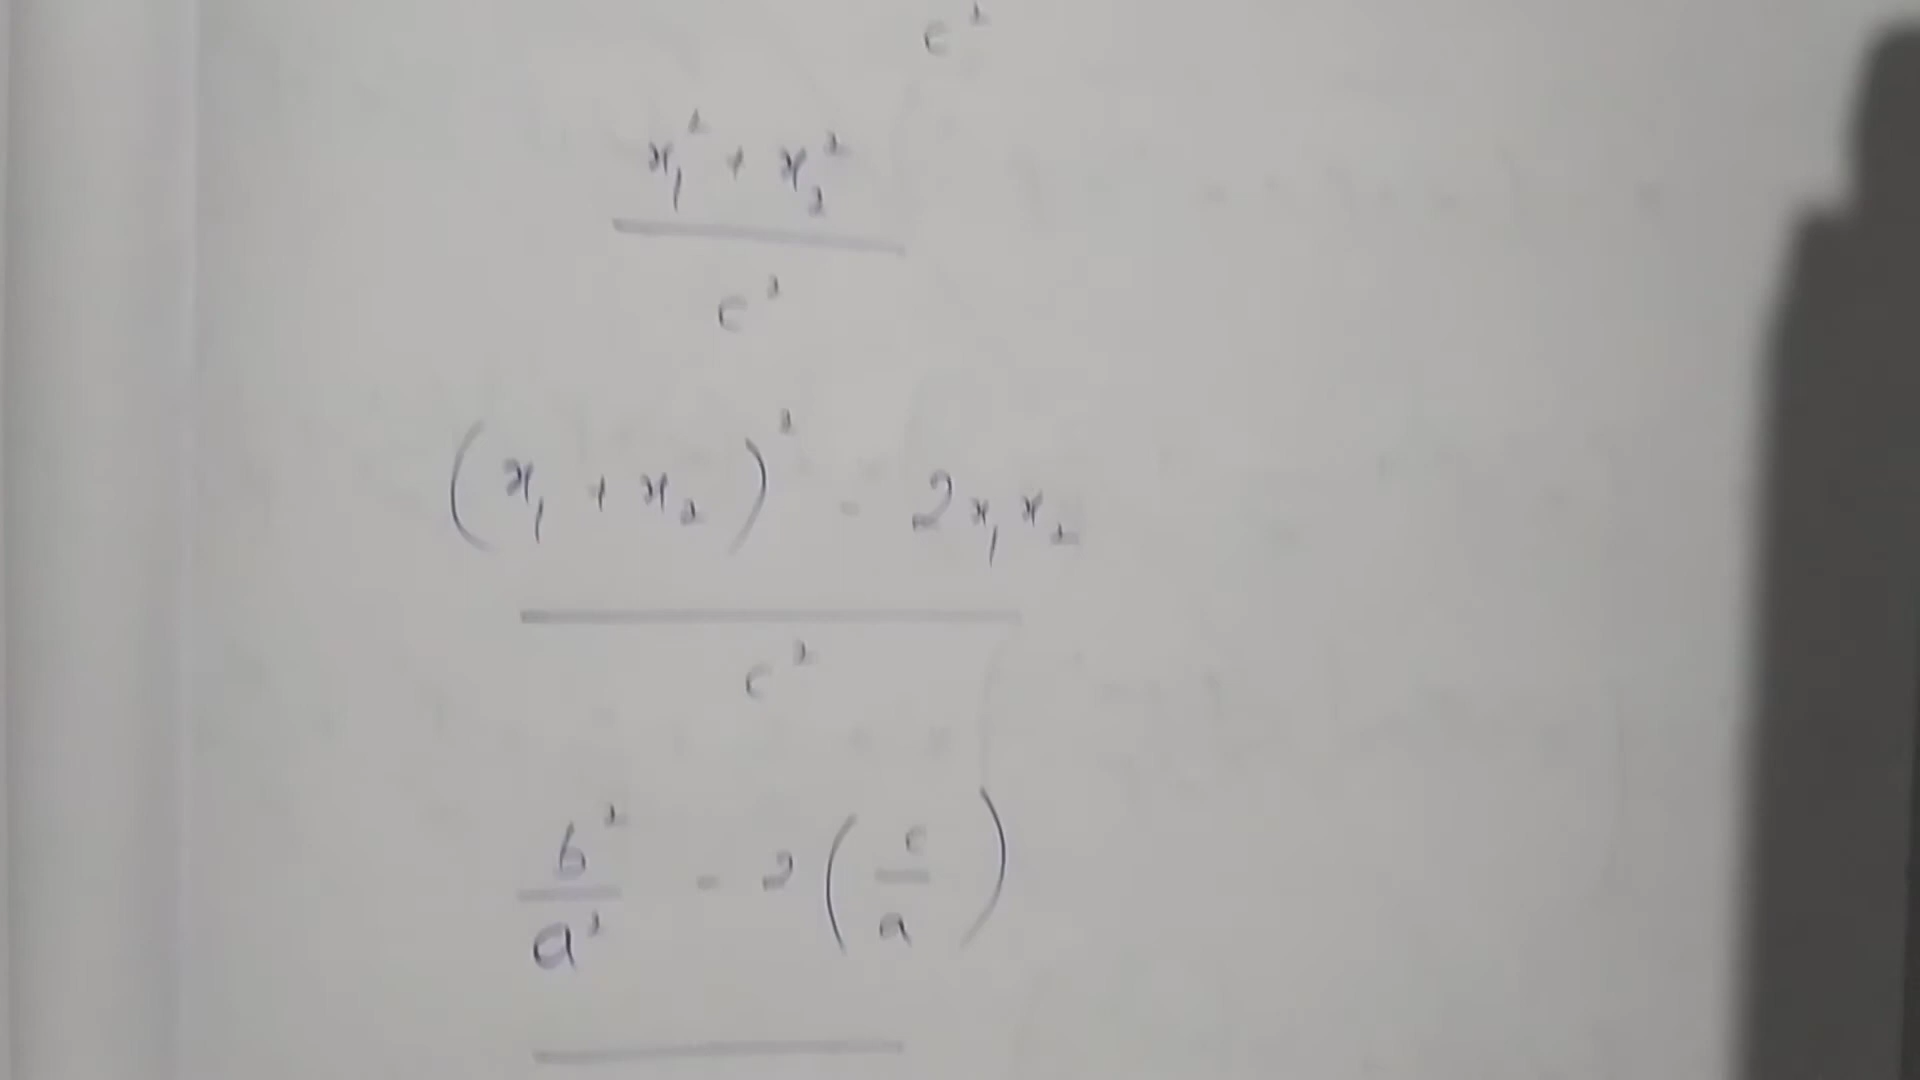 c²
x₁² + x₂²
c²
(x₁ + x₂)² - 2x₁x₂
c²
b² / a² - 2(c / a)